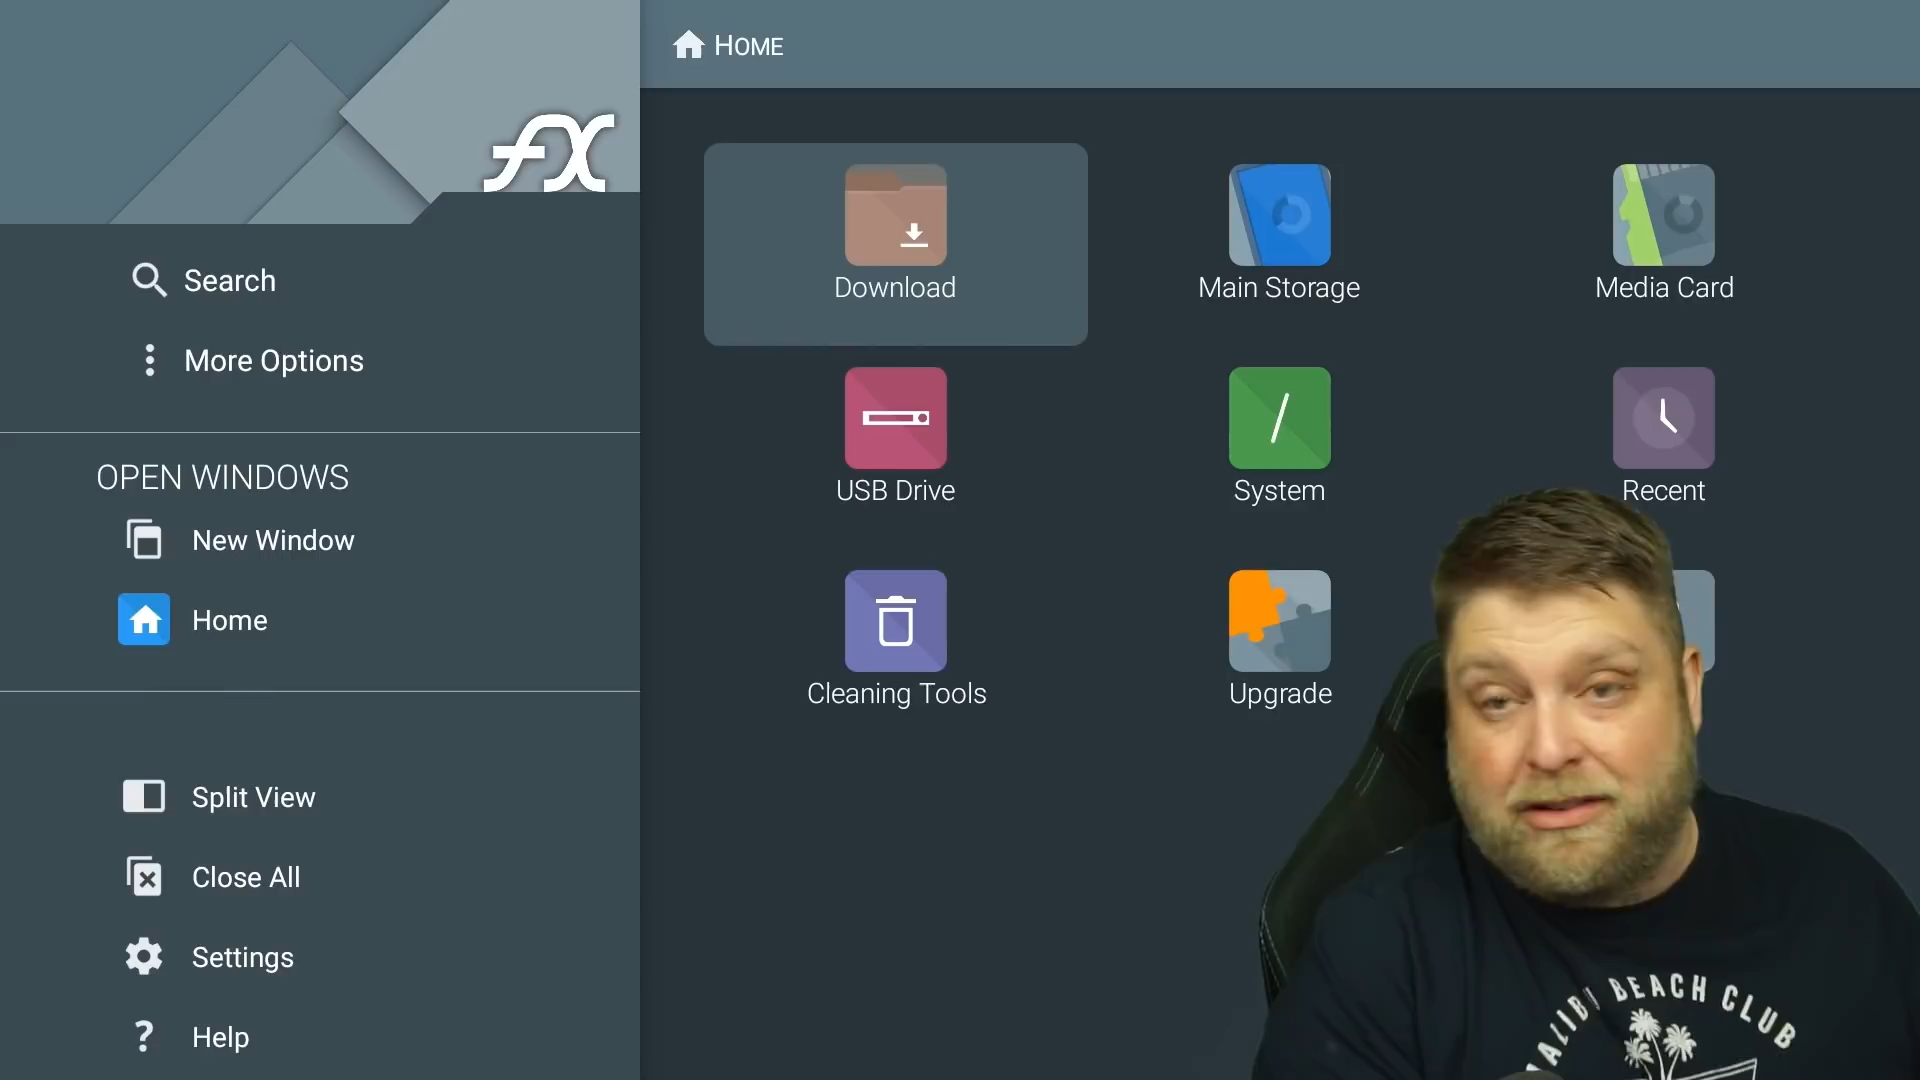 fX
Search
More Options
OPEN WINDOWS
New Window
Home
Split View
Close All
Settings
? Help
HOME
Download
Main Storage
Media Card
USB Drive
System
Recent
Cleaning Tools
Upgrade
MALIBU BEACH CLUB